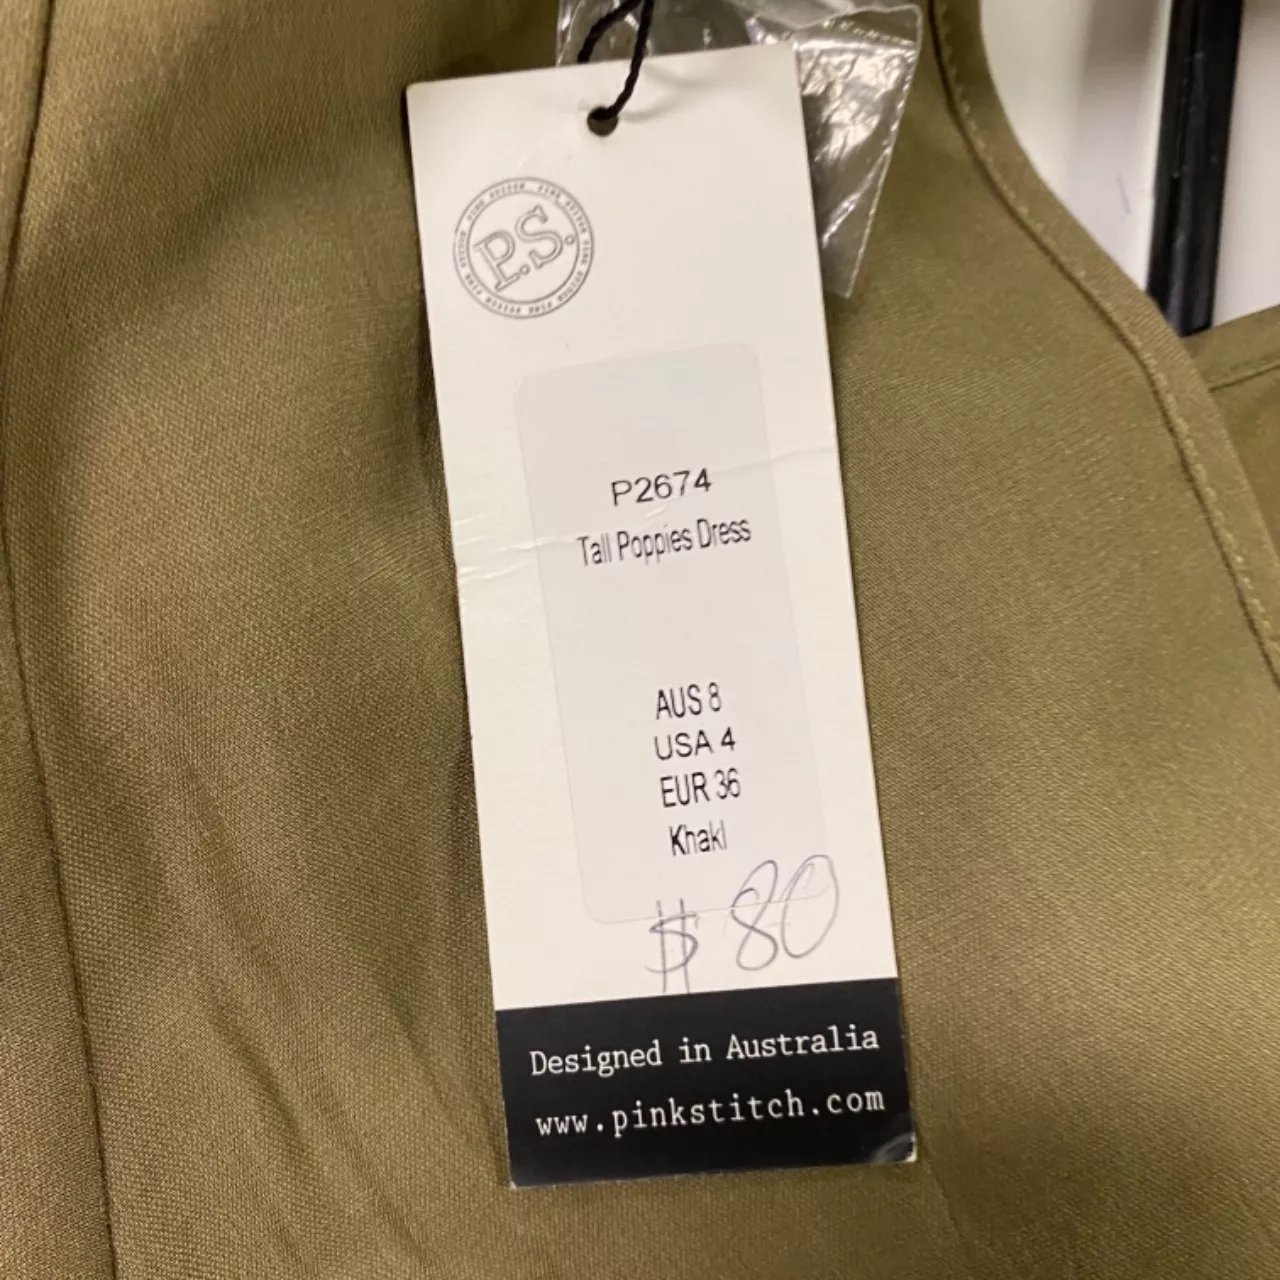 P.S.
P2674
Tall Poppies Dress
AUS 8
USA 4
EUR 36
Khaki
$80
Designed in Australia
www.pinkstitch.com